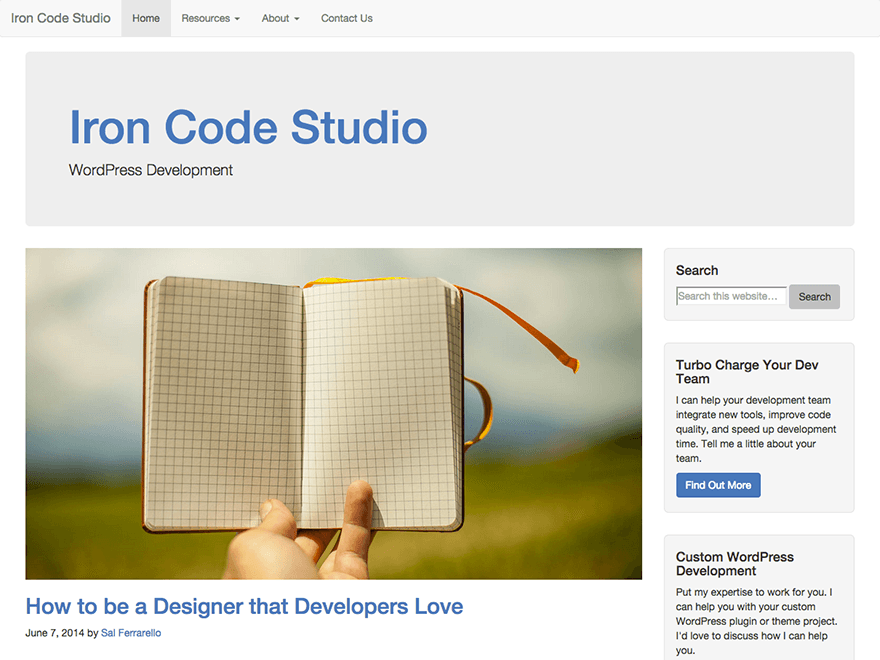 Iron Code Studio Home Resources About Contact Us
Iron Code Studio
WordPress Development
Search
Search this website… Search
Turbo Charge Your Dev
Team
I can help your development team
integrate new tools, improve code
quality, and speed up development
time. Tell me a little about your
team.
Find Out More
Custom WordPress
Development
Put my expertise to work for you. I
can help you with your custom
WordPress plugin or theme project.
I'd love to discuss how I can help
you.
How to be a Designer that Developers Love
June 7, 2014 by Sal Ferrarello